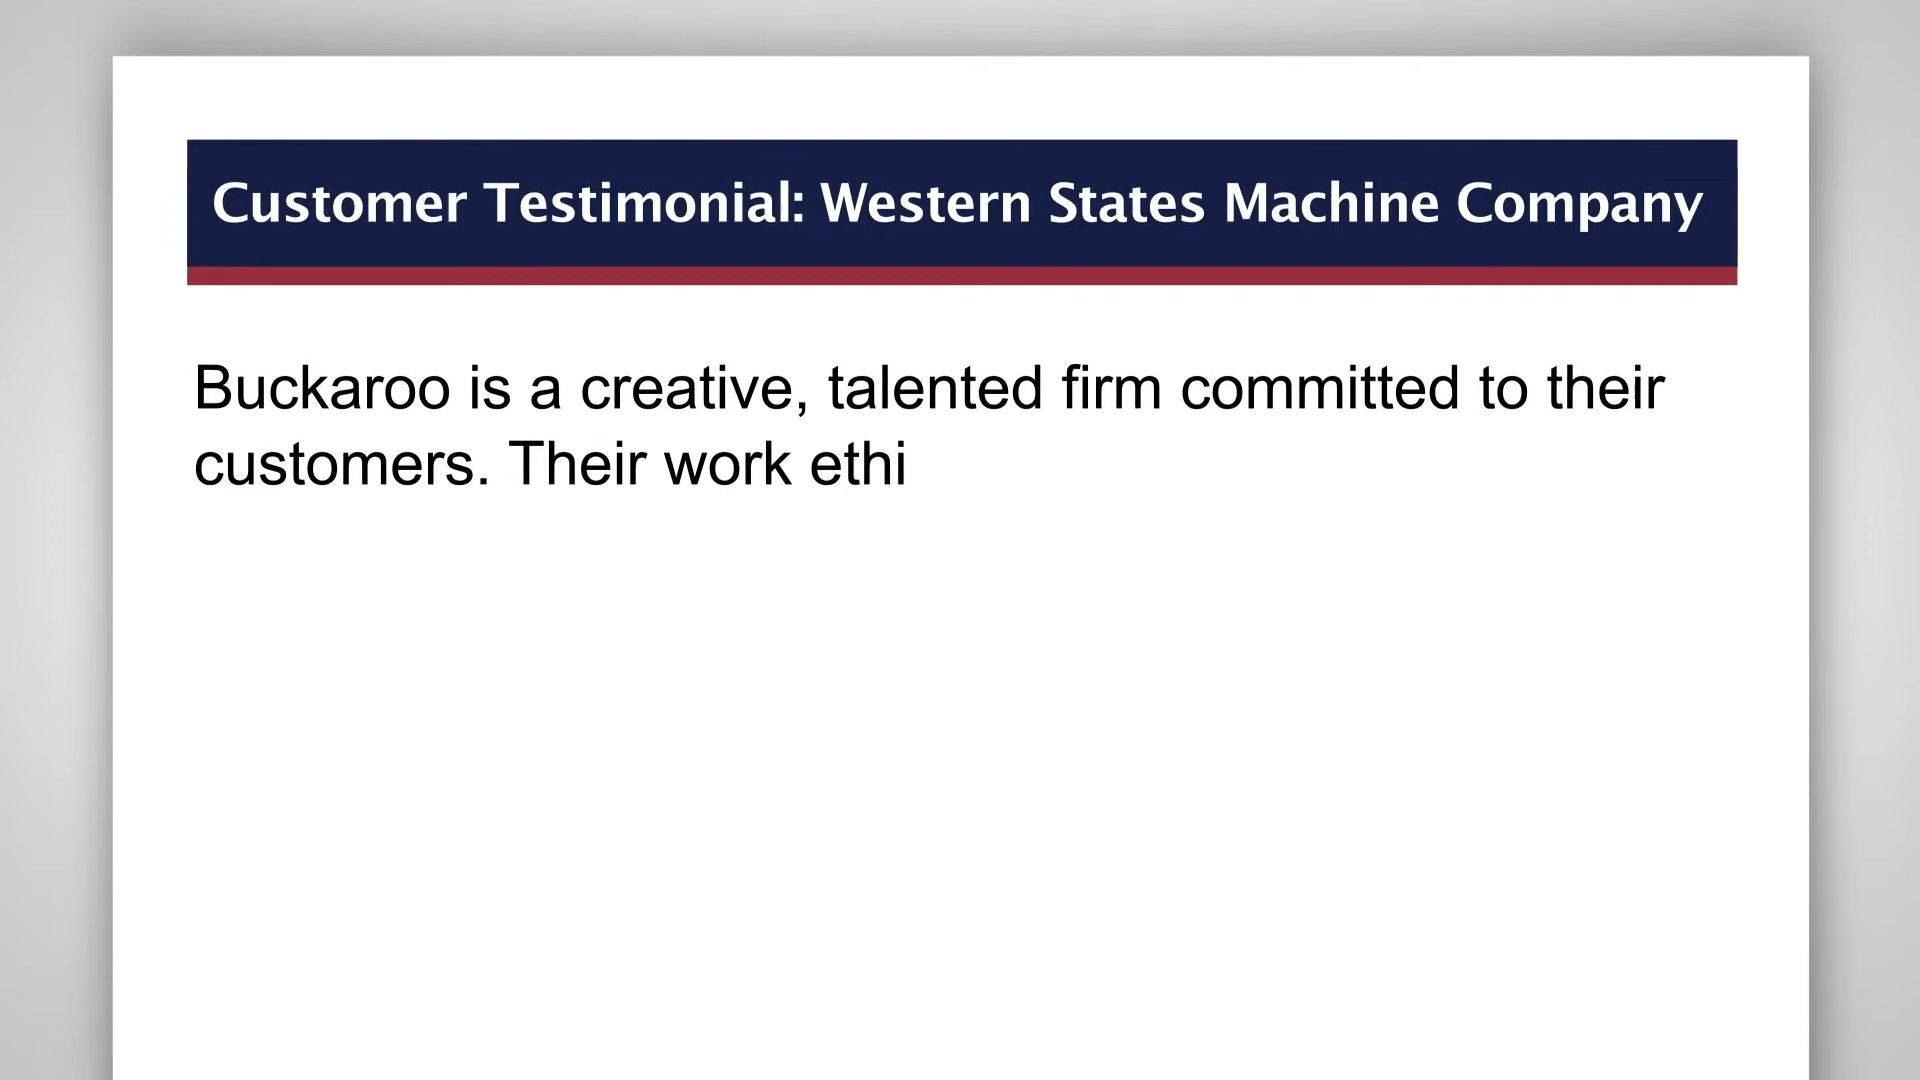 Customer Testimonial: Western States Machine Company
Buckaroo is a creative, talented firm committed to their
customers. Their work ethi